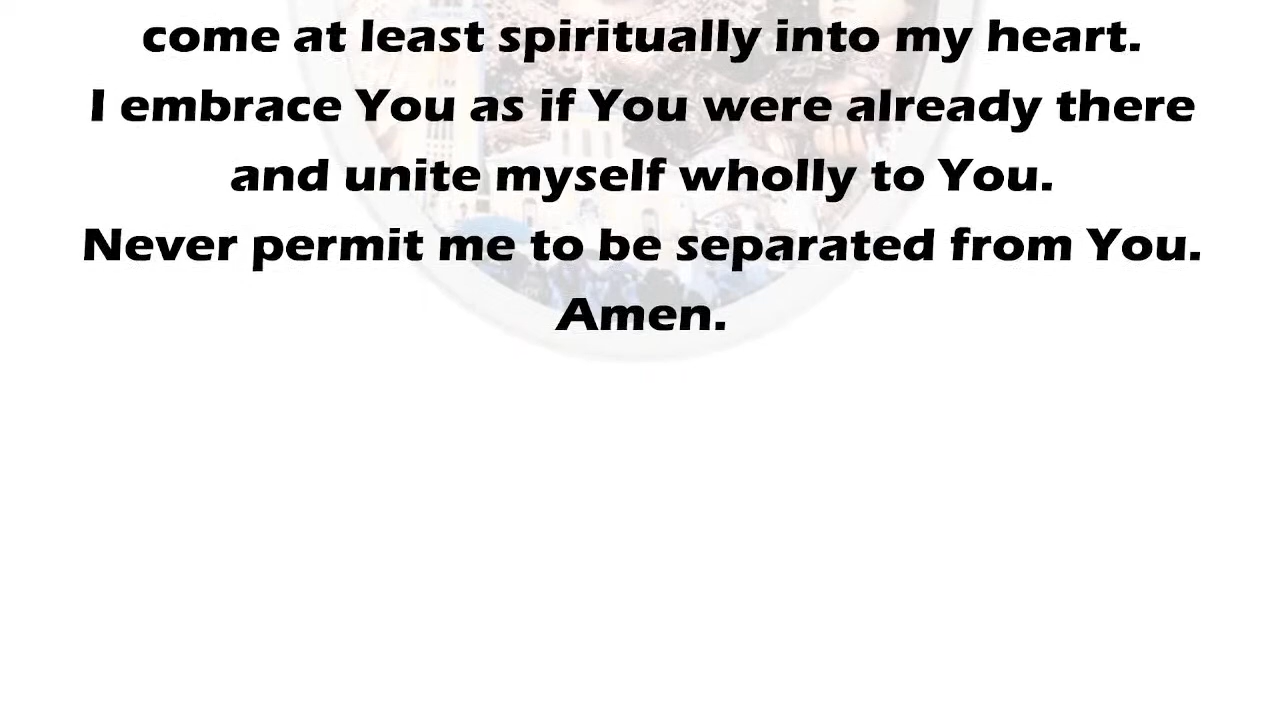 come at least spiritually into my heart.
I embrace You as if You were already there
and unite myself wholly to You.
Never permit me to be separated from You.
Amen.